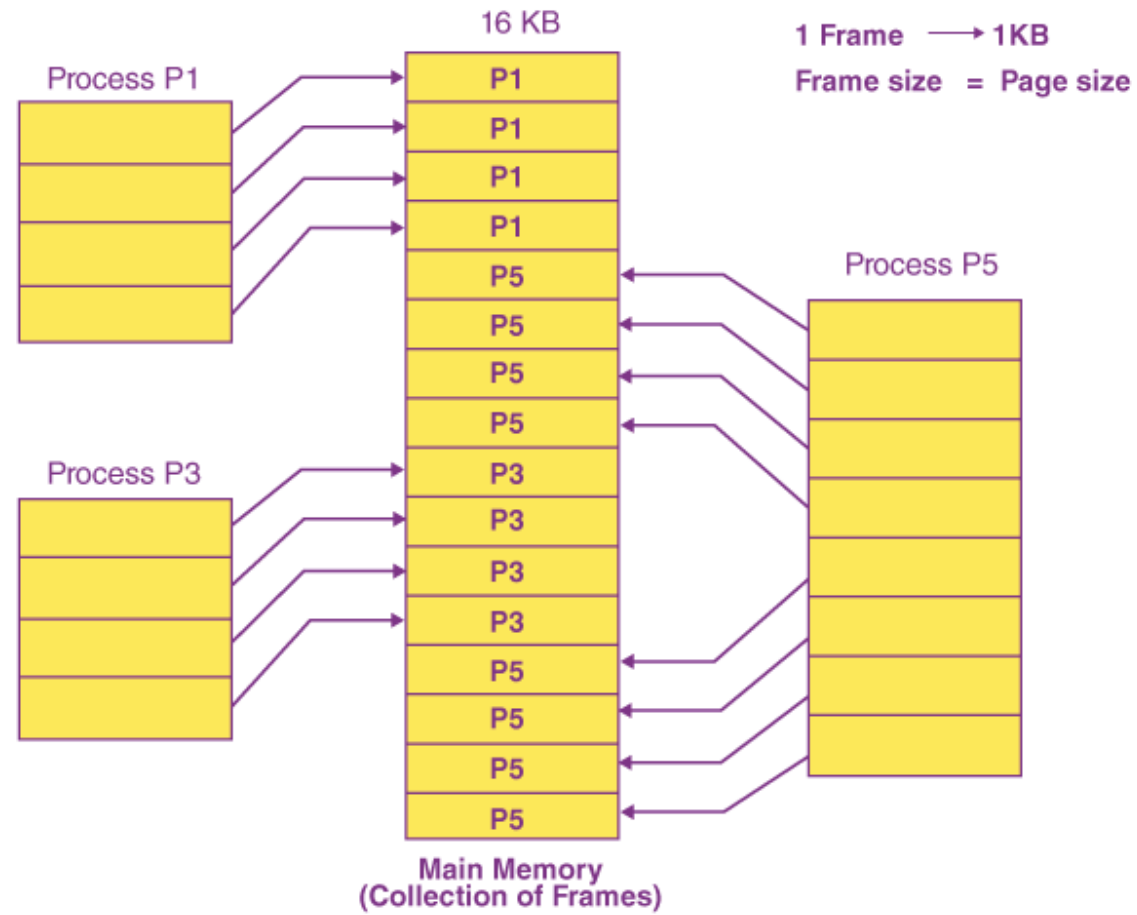 16 KB
1 Frame ⟶ 1KB
Frame size = Page size
Process P1
P1
P1
P1
P1
P5
P5
P5
P5
P3
P3
P3
P3
P5
P5
P5
P5
Process P3
Process P5
Main Memory
(Collection of Frames)